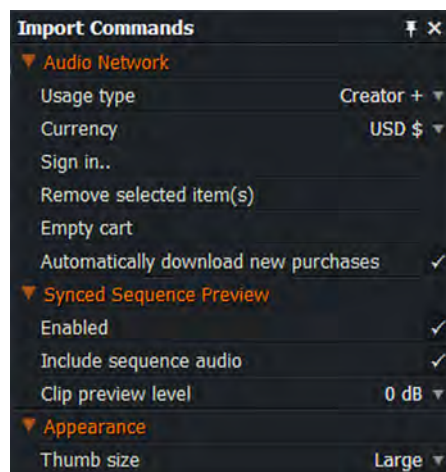 Import Commands
Audio Network
Usage type Creator +
Currency USD $
Sign in..
Remove selected item(s)
Empty cart
Automatically download new purchases ✓
Synced Sequence Preview
Enabled ✓
Include sequence audio ✓
Clip preview level 0 dB
Appearance
Thumb size Large